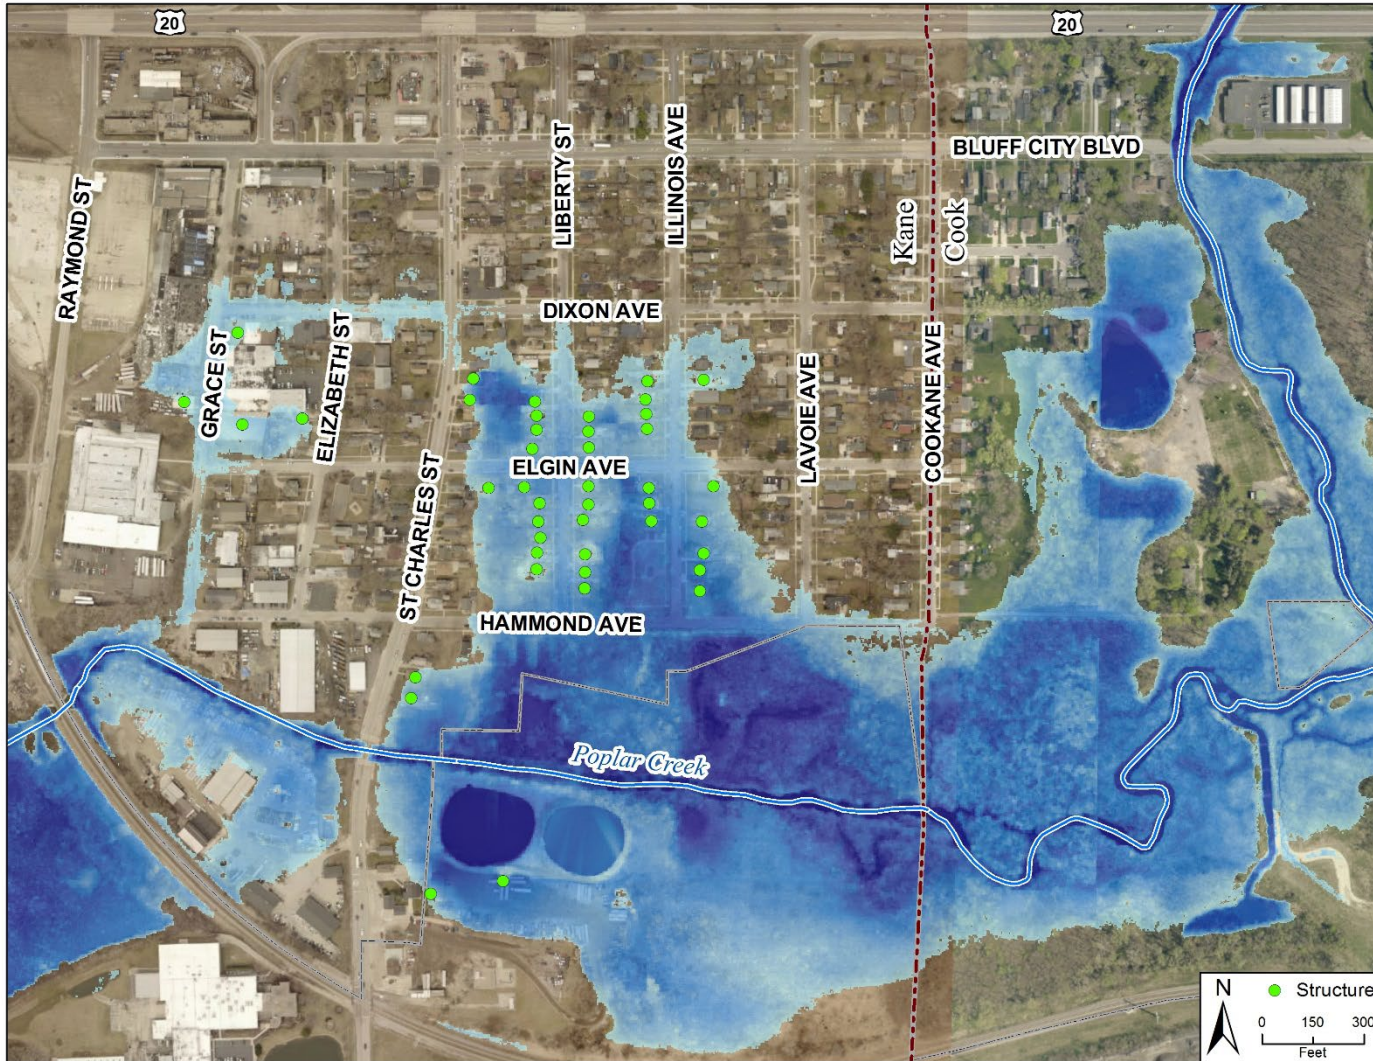 20
20
BLUFF CITY BLVD
LIBERTY ST
ILLINOIS AVE
RAYMOND ST
Kane
Cook
DIXON AVE
GRACE ST
ELIZABETH ST
LAVOIE AVE
COOKANE AVE
ELGIN AVE
ST CHARLES ST
HAMMOND AVE
Poplar Creek
N
Structure
0 150 300
Feet